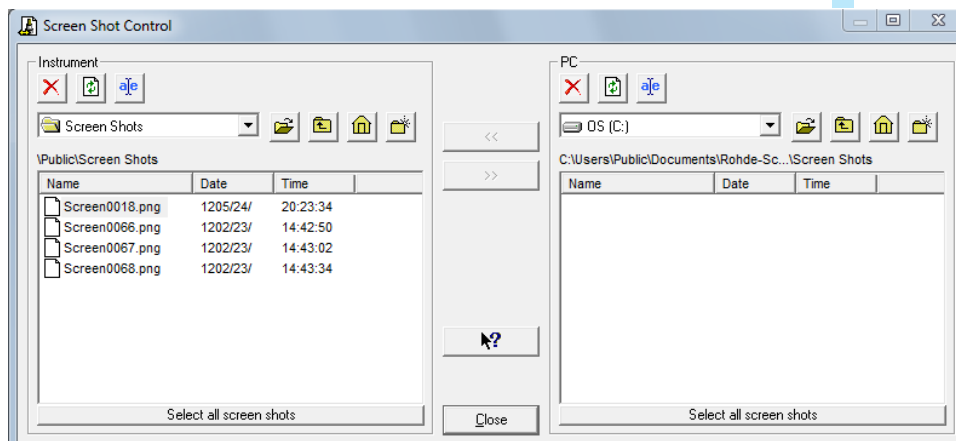 Screen Shot Control
Instrument
aje
Screen Shots
\Public\Screen Shots
Name Date Time
Screen0018.png 1205/24/ 20:23:34
Screen0066.png 1202/23/ 14:42:50
Screen0067.png 1202/23/ 14:43:02
Screen0068.png 1202/23/ 14:43:34
Select all screen shots
<<
>>
?
Close
PC
aje
OS (C:)
C:\Users\Public\Documents\Rohde-Sc...\Screen Shots
Name Date Time
Select all screen shots